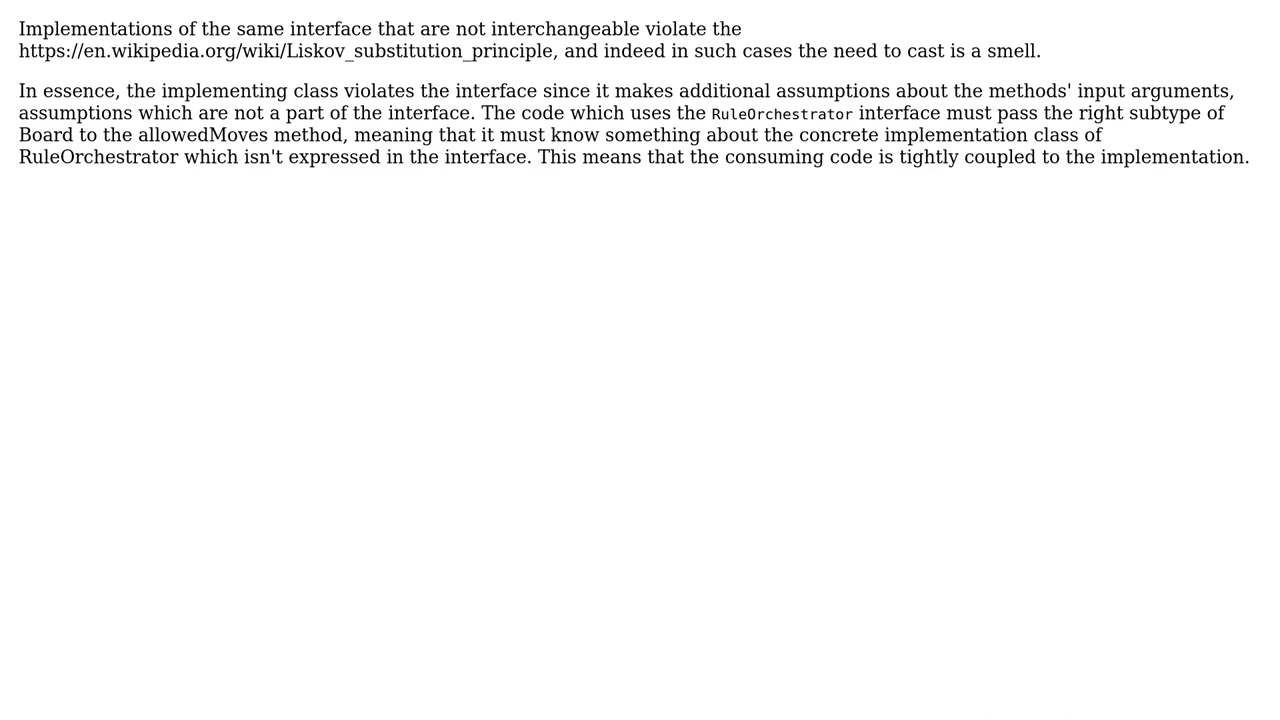 Implementations of the same interface that are not interchangeable violate the
https://en.wikipedia.org/wiki/Liskov_substitution_principle, and indeed in such cases the need to cast is a smell.
In essence, the implementing class violates the interface since it makes additional assumptions about the methods' input arguments,
assumptions which are not a part of the interface. The code which uses the RuleOrchestrator interface must pass the right subtype of
Board to the allowedMoves method, meaning that it must know something about the concrete implementation class of
RuleOrchestrator which isn't expressed in the interface. This means that the consuming code is tightly coupled to the implementation.